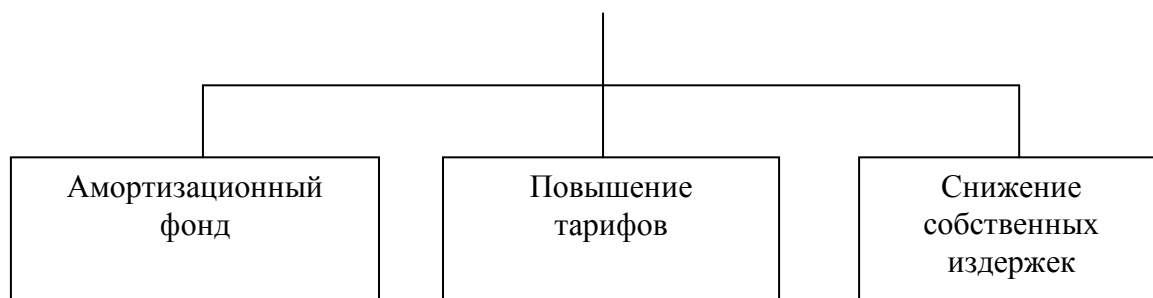 Амортизационный
фонд
Повышение
тарифов
Снижение
собственных
издержек